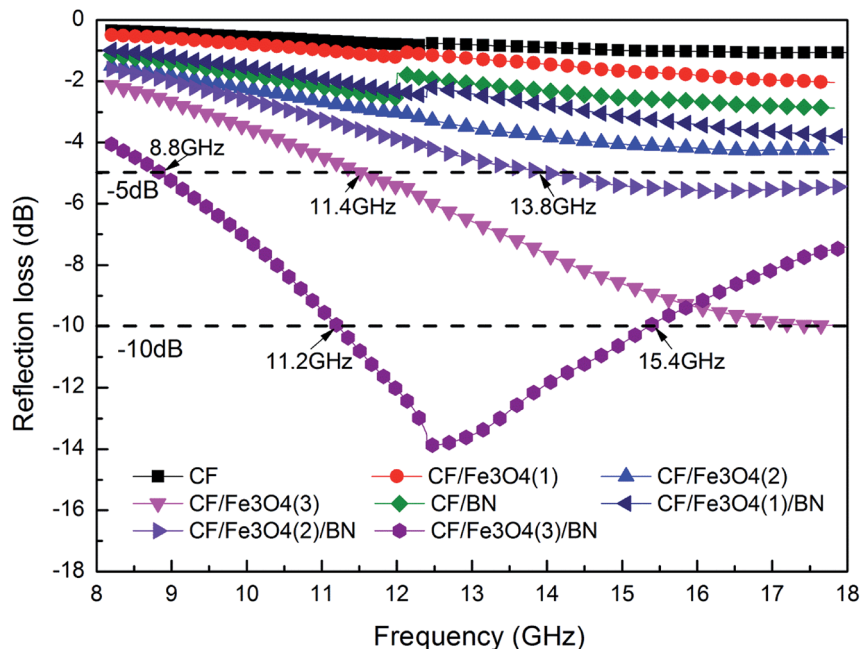 0
-2
-4
-6
-8
-10
-12
-14
-16
-18
Reflection loss (dB)
8.8GHz
-5dB
11.4GHz
13.8GHz
-10dB
11.2GHz
15.4GHz
CF CF/Fe3O4(1) CF/Fe3O4(2)
CF/Fe3O4(3) CF/BN CF/Fe3O4(1)/BN
CF/Fe3O4(2)/BN CF/Fe3O4(3)/BN
8 9 10 11 12 13 14 15 16 17 18
Frequency (GHz)